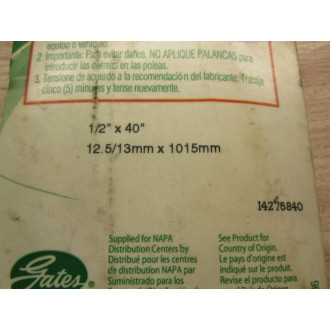 equipo o vehículo.
2. Importante: Para evitar daños, NO APLIQUE PALANCAS para
introducir las correas en las poleas.
3. Tensione de acuerdo a la recomendación del fabricante. Trabaje
cinco (5) minutos y tense nuevamente.
1/2" x 40"
12.5/13mm x 1015mm
14276840
Supplied for NAPA
Distribution Centers by
Distribué pour les centres
de distribution NAPA par
Suministrado para los
See Product for
Country of Origin.
Le pays d'origine est
indiqué sur le produit.
Revise el producto para
Gates